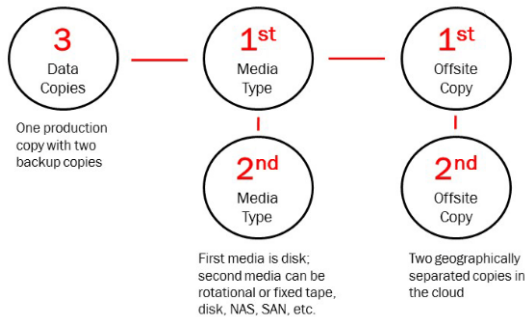 3
Data
Copies
One production
copy with two
backup copies
1st
Media
Type
2nd
Media
Type
First media is disk;
second media can be
rotational or fixed tape,
disk, NAS, SAN, etc.
1st
Offsite
Copy
2nd
Offsite
Copy
Two geographically
separated copies in
the cloud